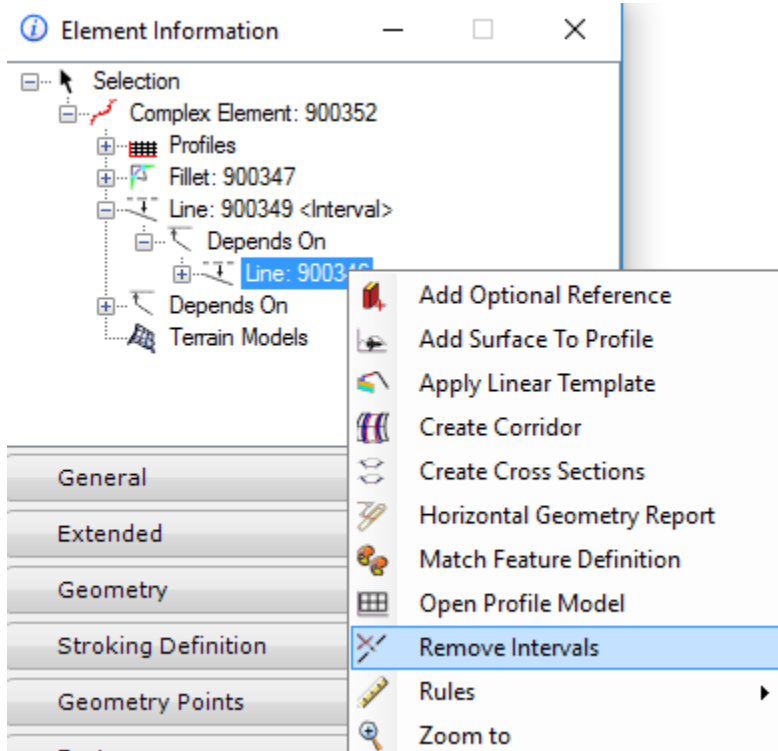 Element Information
Selection
Complex Element: 900352
Profiles
Fillet: 900347
Line: 900349 <Interval>
Depends On
Line:
Depends On
Terrain Models
Add Optional Reference
Add Surface To Profile
Apply Linear Template
Create Corridor
Create Cross Sections
Horizontal Geometry Report
Match Feature Definition
Open Profile Model
Remove Intervals
Rules
Zoom to
General
Extended
Geometry
Stroking Definition
Geometry Points